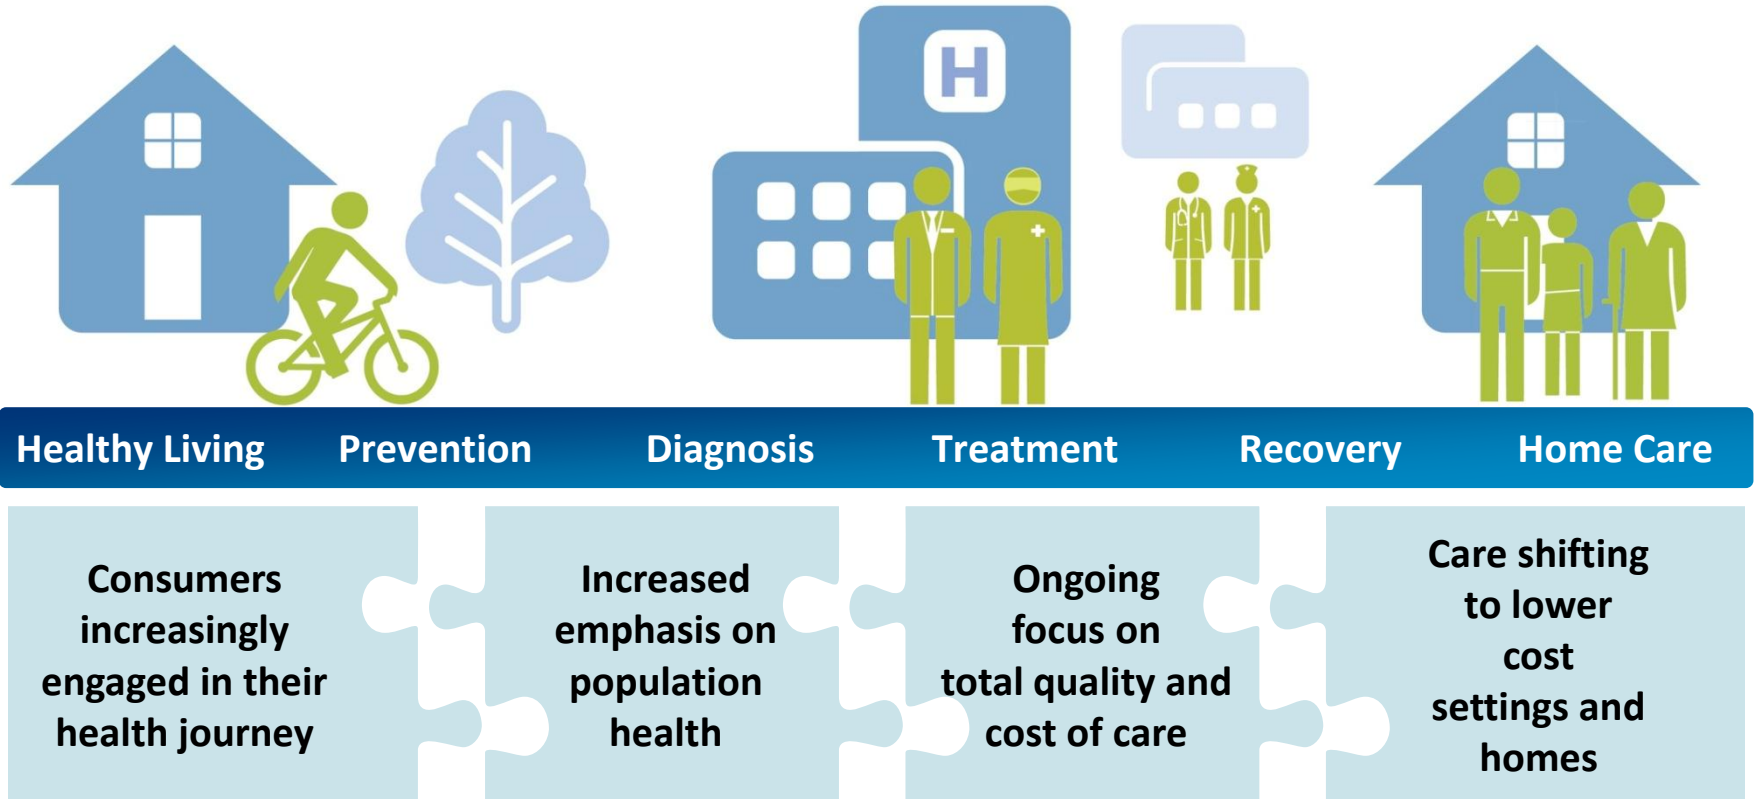 H
Healthy Living Prevention Diagnosis Treatment Recovery Home Care
Consumers
increasingly
engaged in their
health journey
Increased
emphasis on
population
health
Ongoing
focus on
total quality and
cost of care
Care shifting
to lower
cost
settings and
homes